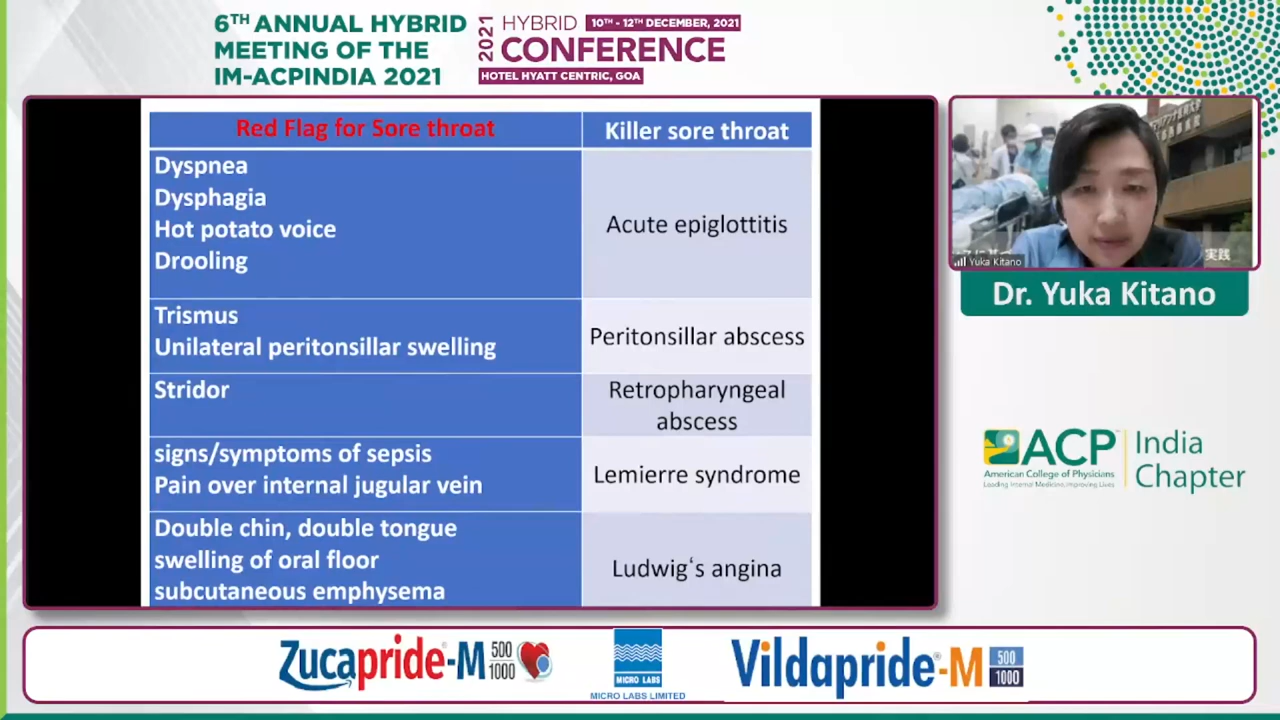 6TH ANNUAL HYBRID
MEETING OF THE
IM-ACPINDIA 2021
2021
HYBRID
10TH - 12TH DECEMBER, 2021
CONFERENCE
HOTEL HYATT CENTRIC, GOA
Red Flag for Sore throat
Killer sore throat
Dyspnea
Dysphagia
Hot potato voice
Drooling
Acute epiglottitis
Trismus
Unilateral peritonsillar swelling
Peritonsillar abscess
Stridor
Retropharyngeal
abscess
signs/symptoms of sepsis
Pain over internal jugular vein
Lemierre syndrome
Double chin, double tongue
swelling of oral floor
subcutaneous emphysema
Ludwig‘s angina
実践
Yuka Kitano
Dr. Yuka Kitano
ACP
American College of Physicians
Leading Internal Medicine, Improving Lives
India
Chapter
Zucapride®-M 500
1000
MICRO LABS
MICRO LABS LIMITED
Vildapride®-M 500
1000